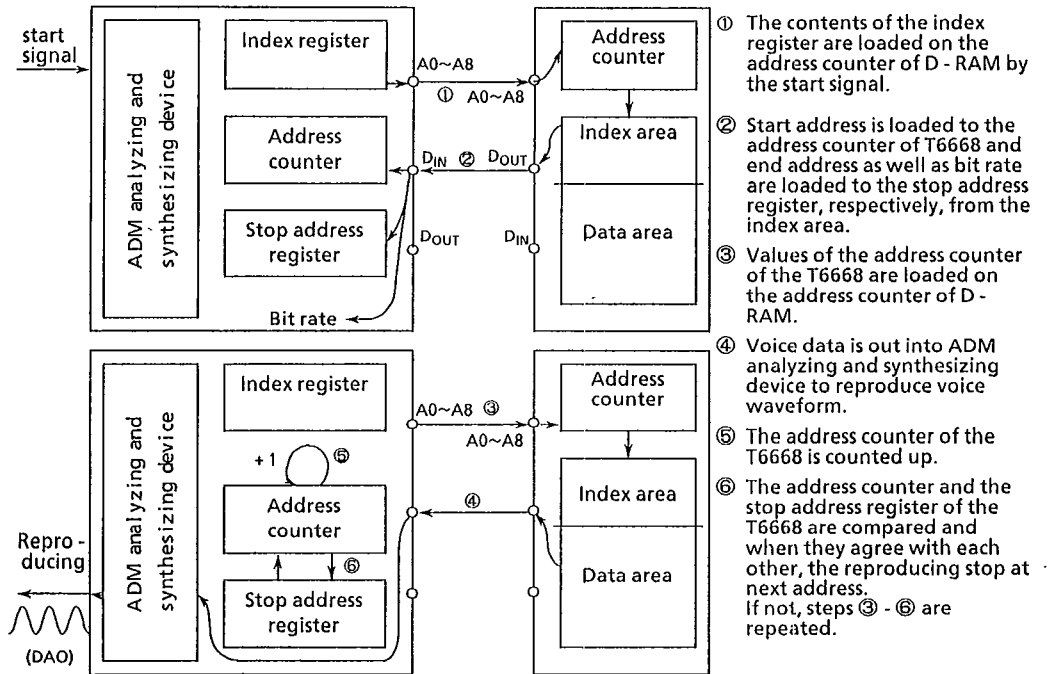 start
signal
ADM analyzing and
synthesizing device
Index register
A0~A8
① A0~A8
Address
counter
Address
counter
DIN ② DOUT
Index area
Stop address
register
DOUT
DIN
Data area
Bit rate
① The contents of the index
register are loaded on the
address counter of D - RAM by
the start signal.
② Start address is loaded to the
address counter of T6668 and
end address as well as bit rate
are loaded to the stop address
register, respectively, from the
index area.
③ Values of the address counter
of the T6668 are loaded on
the address counter of D -
RAM.
④ Voice data is out into ADM
analyzing and synthesizing
device to reproduce voice
waveform.
⑤ The address counter of the
T6668 is counted up.
⑥ The address counter and the
stop address register of the
T6668 are compared and
when they agree with each
other, the reproducing stop at
next address.
If not, steps ③ - ⑥ are
repeated.
ADM analyzing and
synthesizing device
Index register
A0~A8 ③
A0~A8
Address
counter
+1 ⑤
Address
counter
④
Index area
⑥
Stop address
register
Data area
Repro -
ducing
(DAO)